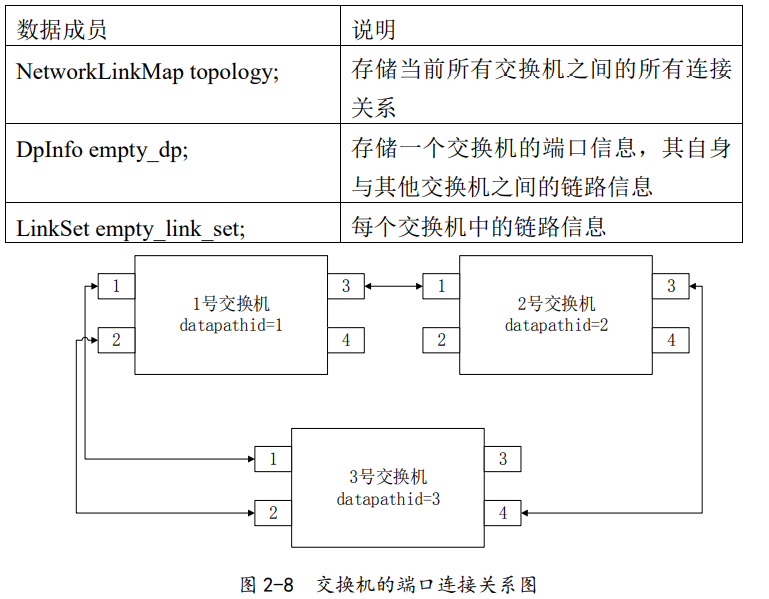 数据成员
说明
NetworkLinkMap topology;
存储当前所有交换机之间的所有连接
关系
DpInfo empty_dp;
存储一个交换机的端口信息，其自身
与其他交换机之间的链路信息
LinkSet empty_link_set;
每个交换机中的链路信息
1
3
1号交换机
datapathid=1
2
4
1
3
2号交换机
datapathid=2
2
4
1
3
3号交换机
datapathid=3
2
4
图 2-8 交换机的端口连接关系图